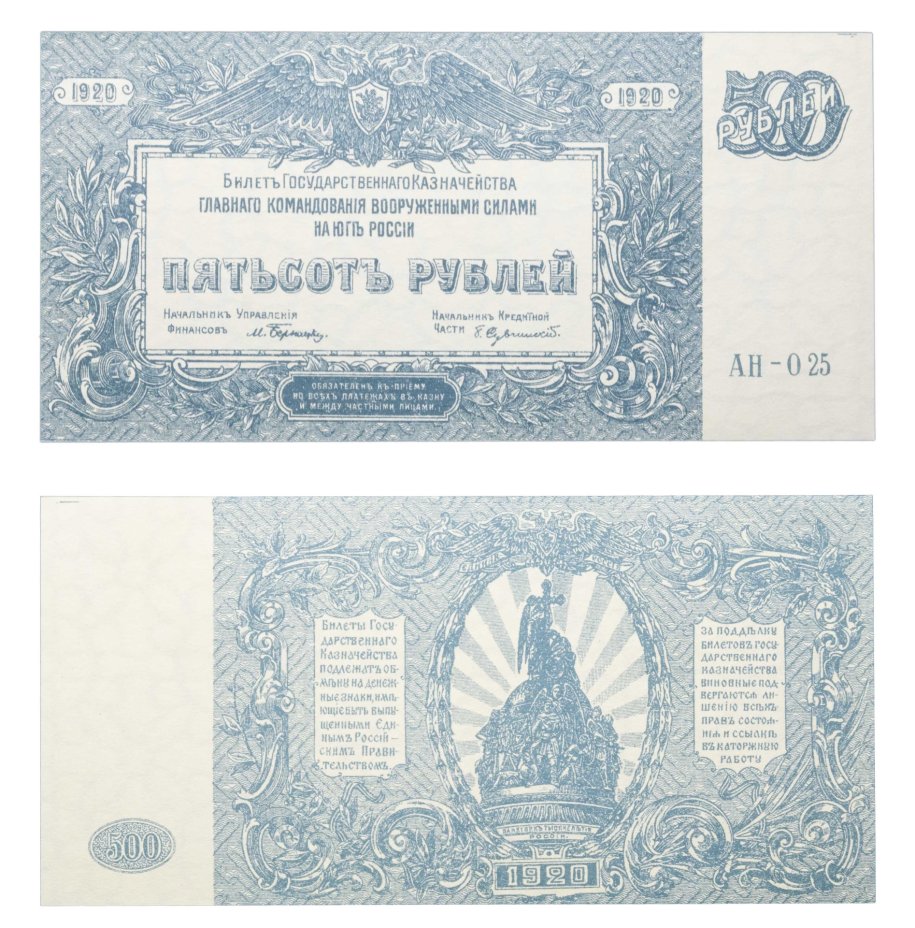 1920
1920
500
РУБЛЕЙ
БИЛЕТЪ ГОСУДАРСТВЕННАГО КАЗНАЧЕЙСТВА
ГЛАВНАГО КОМАНДОВАНІЯ ВООРУЖЕННЫМИ СИЛАМИ
НА ЮГѢ РОССІИ
ПЯТЬСОТЪ РУБЛЕЙ
НАЧАЛЬНИКЪ УПРАВЛЕНІЯ
ФИНАНСОВЪ
НАЧАЛЬНИКЪ КРЕДИТНОЙ
ЧАСТИ
АН-025
ОБЯЗАТЕЛЕНЪ КЪ ПРІЕМУ
ВО ВСѢХЪ ПЛАТЕЖАХЪ ВЪ КАЗНУ
И МЕЖДУ ЧАСТНЫМИ ЛИЦАМИ.
БИЛЕТЫ ГОСУ-
ДАРСТВЕННАГО
КАЗНАЧЕЙСТВА
ПОДЛЕЖАТЪ ОБ-
МѢНУ НА ДЕНЕЖ-
НЫЕ ЗНАКИ, ИМѢ-
ЮЩІЕ БЫТЬ ВЫПУ-
ЩЕННЫМИ ЕДИ-
НЫМЪ РОССІЙ-
СКИМЪ ПРАВИ-
ТЕЛЬСТВОМЪ.
ЗА ПОДДѢЛКУ
БИЛЕТОВЪ ГОСУ-
ДАРСТВЕННАГО
КАЗНАЧЕЙСТВА
ВИНОВНЫЕ ПОД-
ВЕРГАЮТСЯ ЛИ-
ШЕНІЮ ВСѢХЪ
ПРАВЪ СОСТОЯ-
НІЯ И ССЫЛКѢ
ВЪ КАТОРЖНУЮ
РАБОТУ
РОССІИ.
500
1920